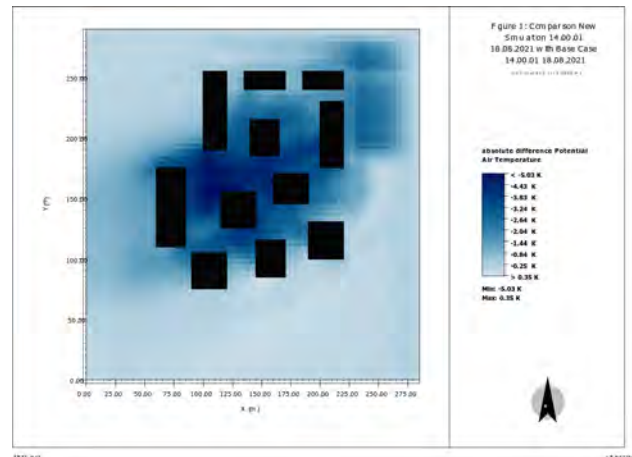 Figure 1: Comparison New
Simulation 14.00.01
18.08.2021 with Base Case
14.00.01 18.08.2021
absolute difference Potential
Air Temperature
< -5.03 K
-4.43 K
-3.83 K
-3.24 K
-2.64 K
-2.04 K
-1.44 K
-0.84 K
-0.25 K
> 0.35 K
Min: -5.03 K
Max: 0.35 K
250.00
200.00
150.00
100.00
50.00
0.00
Y (m)
0.00 25.00 50.00 75.00 100.00 125.00 150.00 175.00 200.00 225.00 250.00 275.00
X (m)
N